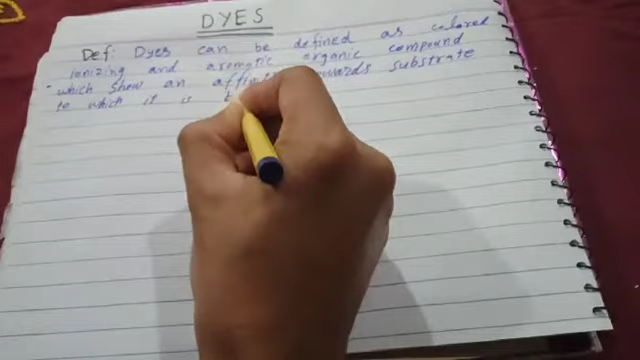 DYES
Def: Dyes can be defined as colored
ionizing and aromatic organic compound
which show an affinity towards substrate
to which it is